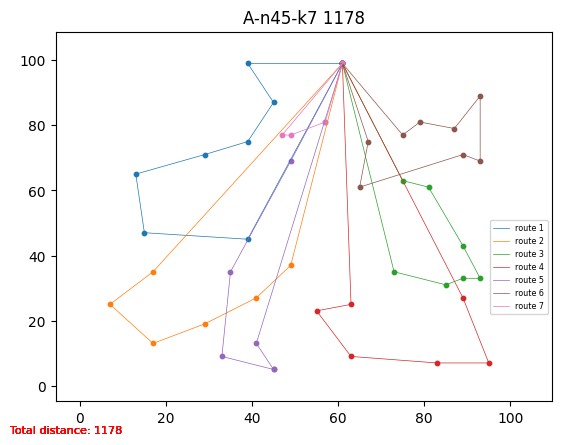 A-n45-k7 1178
100
80
60
40
20
0
route 1
route 2
route 3
route 4
route 5
route 6
route 7
0 20 40 60 80 100
Total distance: 1178